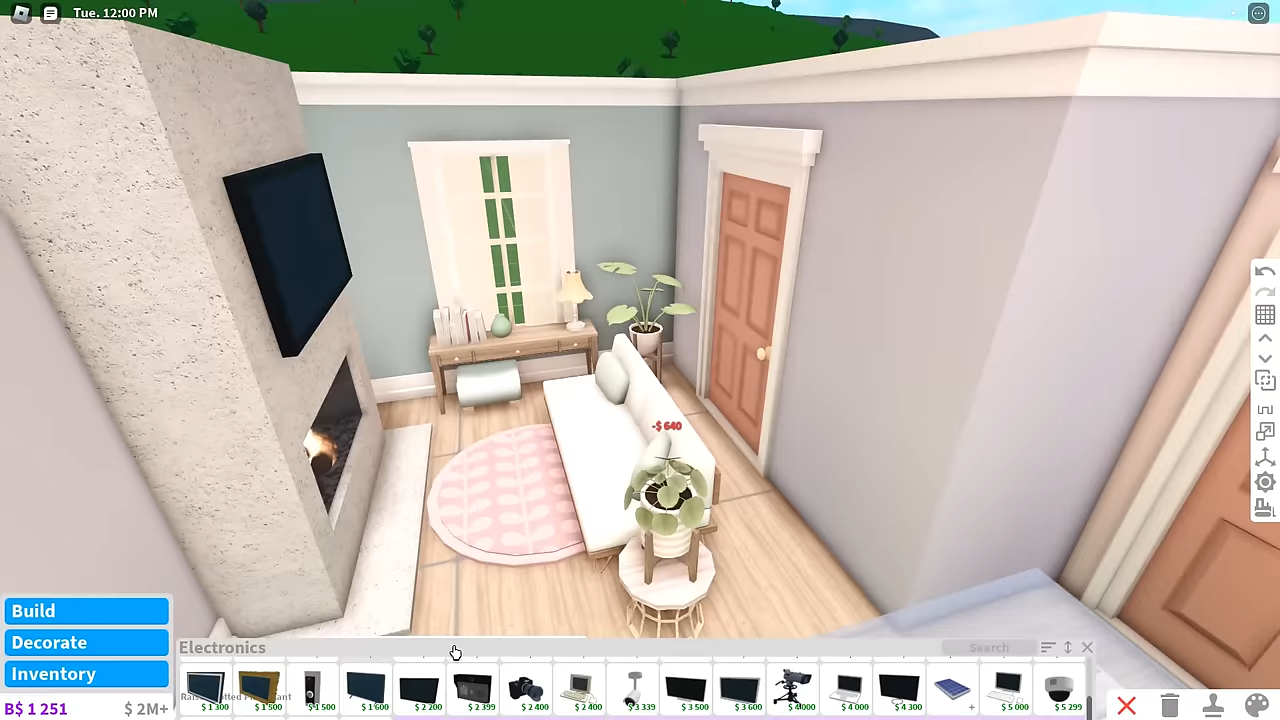 Tue. 12:00 PM
-$ 640
Build
Decorate
Inventory
B$ 1 251
$ 2M+
Electronics
Search
$ 1 300
$ 1 500
$ 1 500
$ 1 600
$ 2 200
$ 2 399
$ 2 400
$ 2 400
$ 3 339
$ 3 500
$ 3 600
$ 4 000
$ 4 000
$ 4 300
+
$ 5 000
$ 5 299